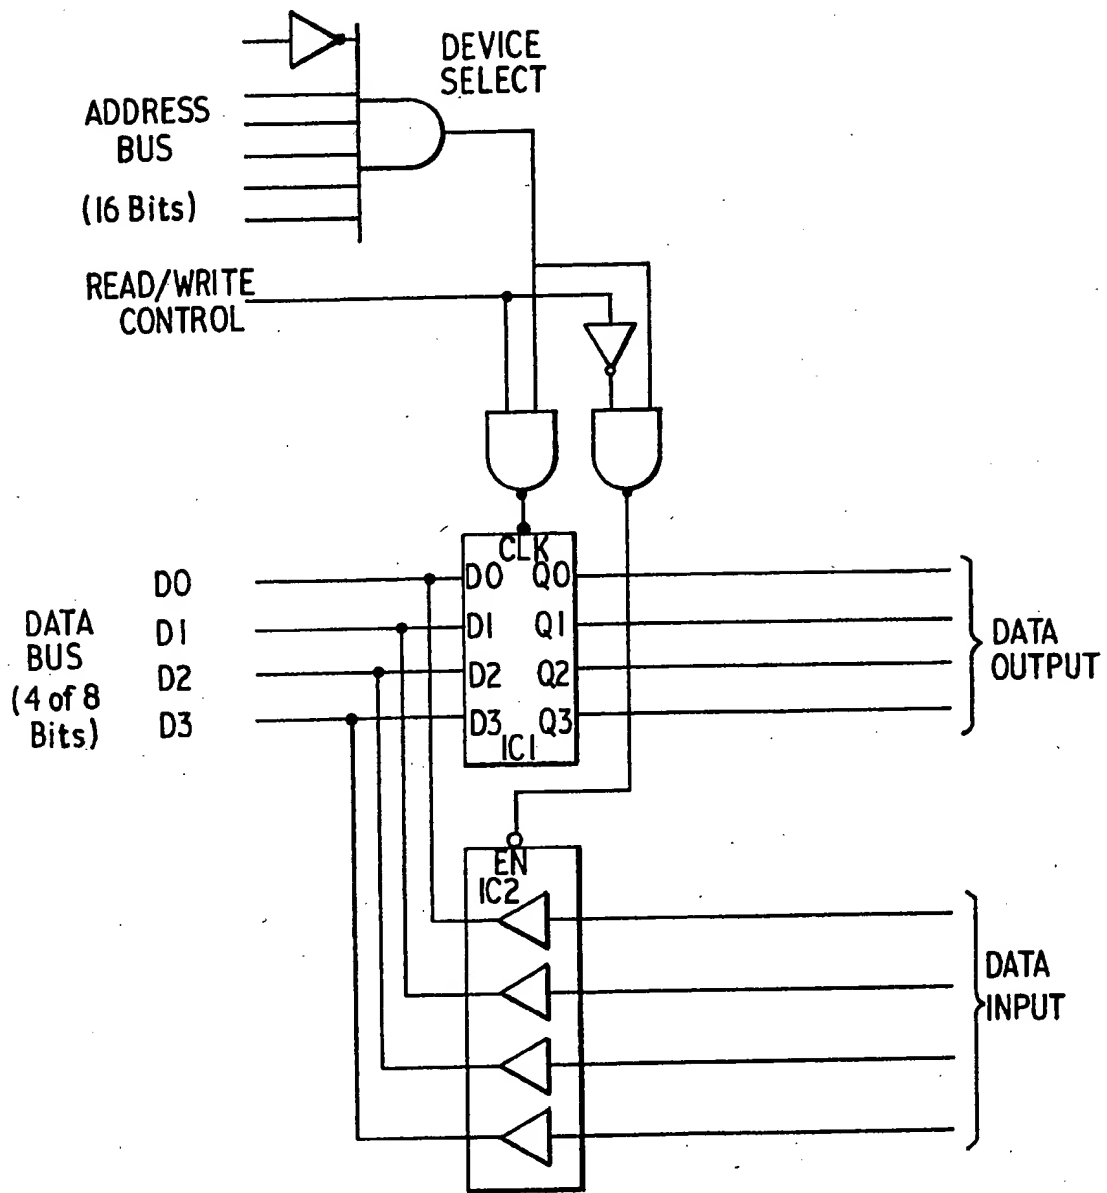 DEVICE
SELECT
ADDRESS
BUS
(16 Bits)
READ/WRITE
CONTROL
CLK
D0
D0
Q0
D1
D1
Q1
D2
D2
Q2
D3
D3
Q3
IC1
DATA
BUS
(4 of 8
Bits)
DATA
OUTPUT
EN
IC2
DATA
INPUT